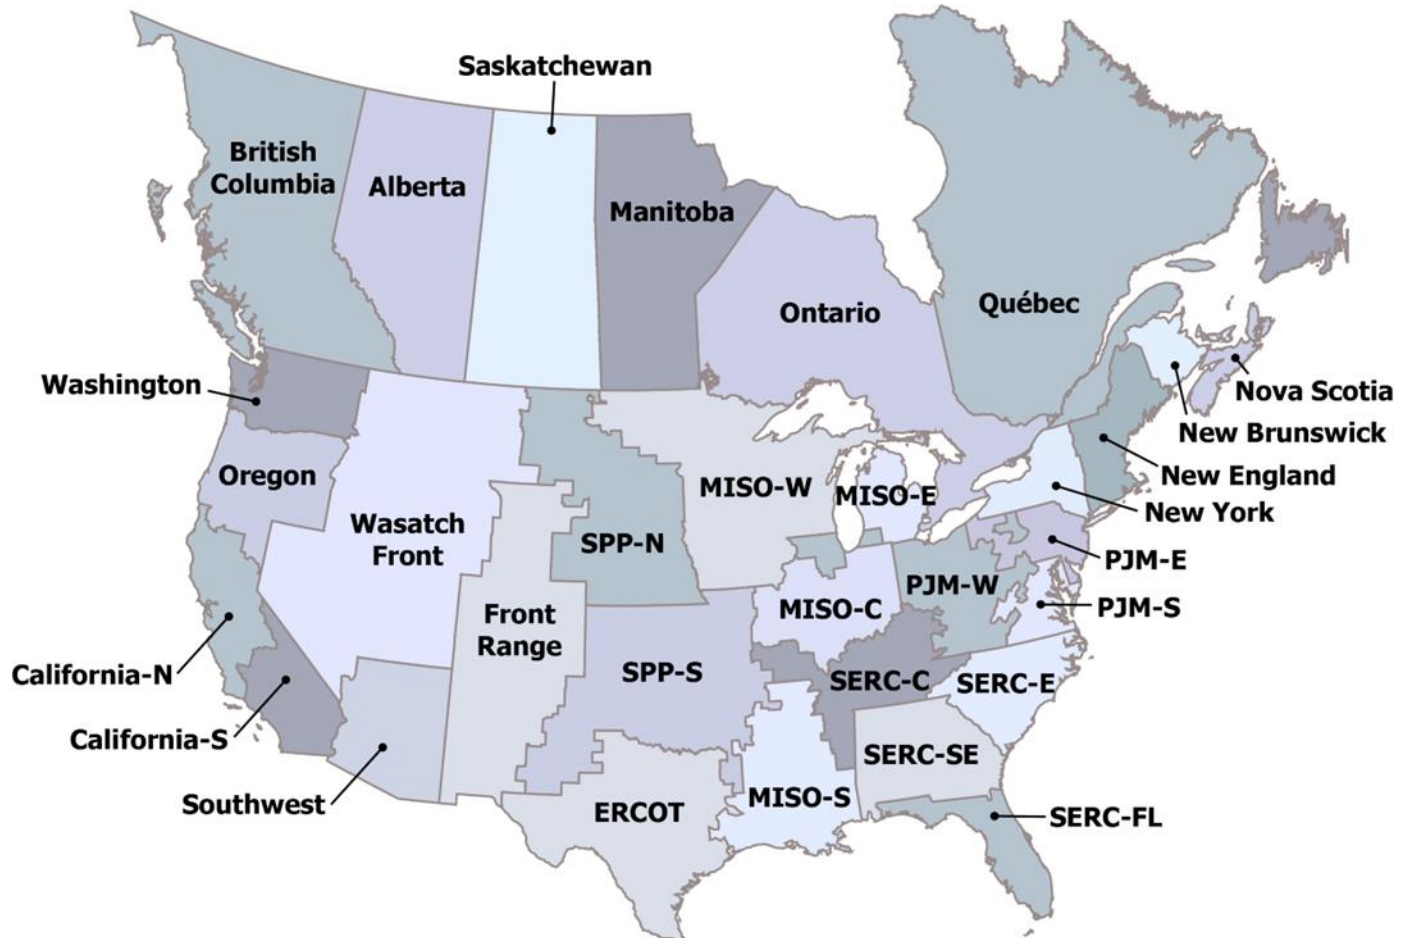 Saskatchewan
British
Columbia
Alberta
Manitoba
Ontario
Québec
Washington
Nova Scotia
New Brunswick
Oregon
New England
MISO-W
MISO-E
New York
Wasatch
Front
SPP-N
PJM-E
PJM-W
PJM-S
MISO-C
Front
Range
California-N
SPP-S
SERC-C
SERC-E
California-S
SERC-SE
Southwest
MISO-S
ERCOT
SERC-FL